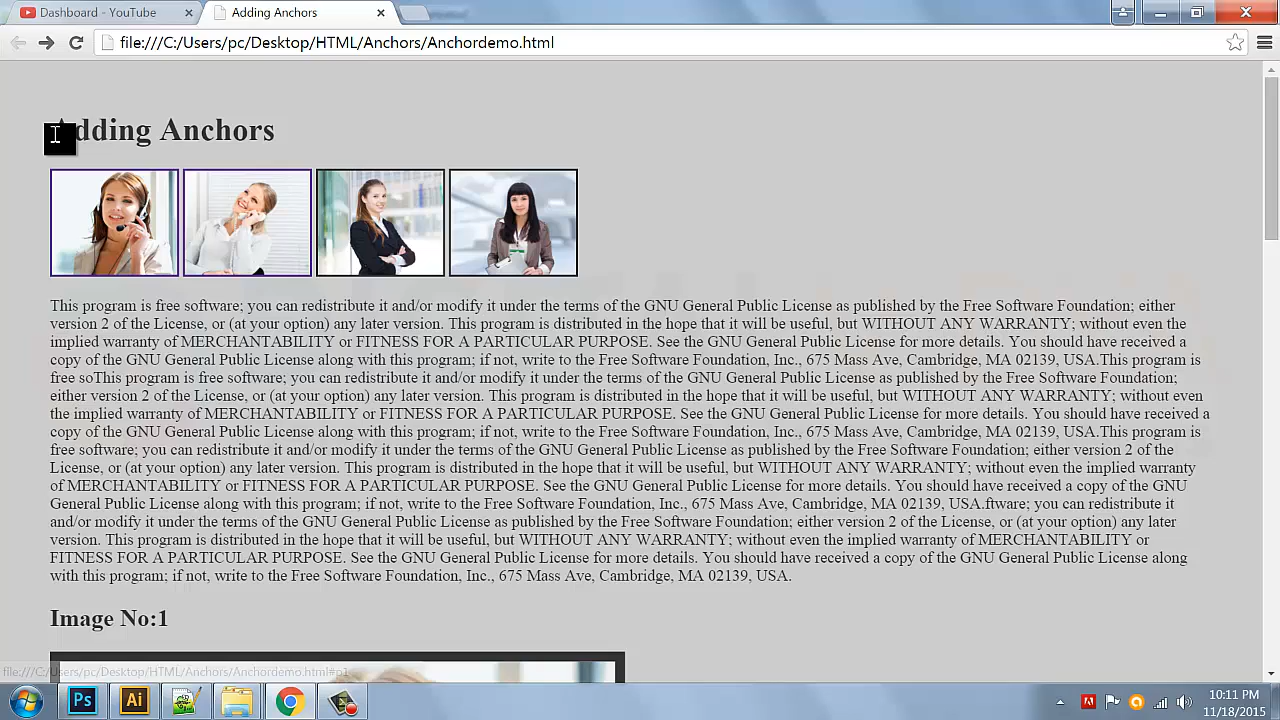 Dashboard - YouTube
Adding Anchors
file:///C:/Users/pc/Desktop/HTML/Anchors/Anchordemo.html
Adding Anchors
This program is free software; you can redistribute it and/or modify it under the terms of the GNU General Public License as published by the Free Software Foundation; either
version 2 of the License, or (at your option) any later version. This program is distributed in the hope that it will be useful, but WITHOUT ANY WARRANTY; without even the
implied warranty of MERCHANTABILITY or FITNESS FOR A PARTICULAR PURPOSE. See the GNU General Public License for more details. You should have received a
copy of the GNU General Public License along with this program; if not, write to the Free Software Foundation, Inc., 675 Mass Ave, Cambridge, MA 02139, USA.This program is
free soThis program is free software; you can redistribute it and/or modify it under the terms of the GNU General Public License as published by the Free Software Foundation;
either version 2 of the License, or (at your option) any later version. This program is distributed in the hope that it will be useful, but WITHOUT ANY WARRANTY; without even
the implied warranty of MERCHANTABILITY or FITNESS FOR A PARTICULAR PURPOSE. See the GNU General Public License for more details. You should have received a
copy of the GNU General Public License along with this program; if not, write to the Free Software Foundation, Inc., 675 Mass Ave, Cambridge, MA 02139, USA.This program is
free software; you can redistribute it and/or modify it under the terms of the GNU General Public License as published by the Free Software Foundation; either version 2 of the
License, or (at your option) any later version. This program is distributed in the hope that it will be useful, but WITHOUT ANY WARRANTY; without even the implied warranty
of MERCHANTABILITY or FITNESS FOR A PARTICULAR PURPOSE. See the GNU General Public License for more details. You should have received a copy of the GNU
General Public License along with this program; if not, write to the Free Software Foundation, Inc., 675 Mass Ave, Cambridge, MA 02139, USA.ftware; you can redistribute it
and/or modify it under the terms of the GNU General Public License as published by the Free Software Foundation; either version 2 of the License, or (at your option) any later
version. This program is distributed in the hope that it will be useful, but WITHOUT ANY WARRANTY; without even the implied warranty of MERCHANTABILITY or
FITNESS FOR A PARTICULAR PURPOSE. See the GNU General Public License for more details. You should have received a copy of the GNU General Public License along
with this program; if not, write to the Free Software Foundation, Inc., 675 Mass Ave, Cambridge, MA 02139, USA.
Image No:1
file:///C:/Users/pc/Desktop/HTML/Anchors/Anchordemo.html#p1
Ps
Ai
10:11 PM
11/18/2015